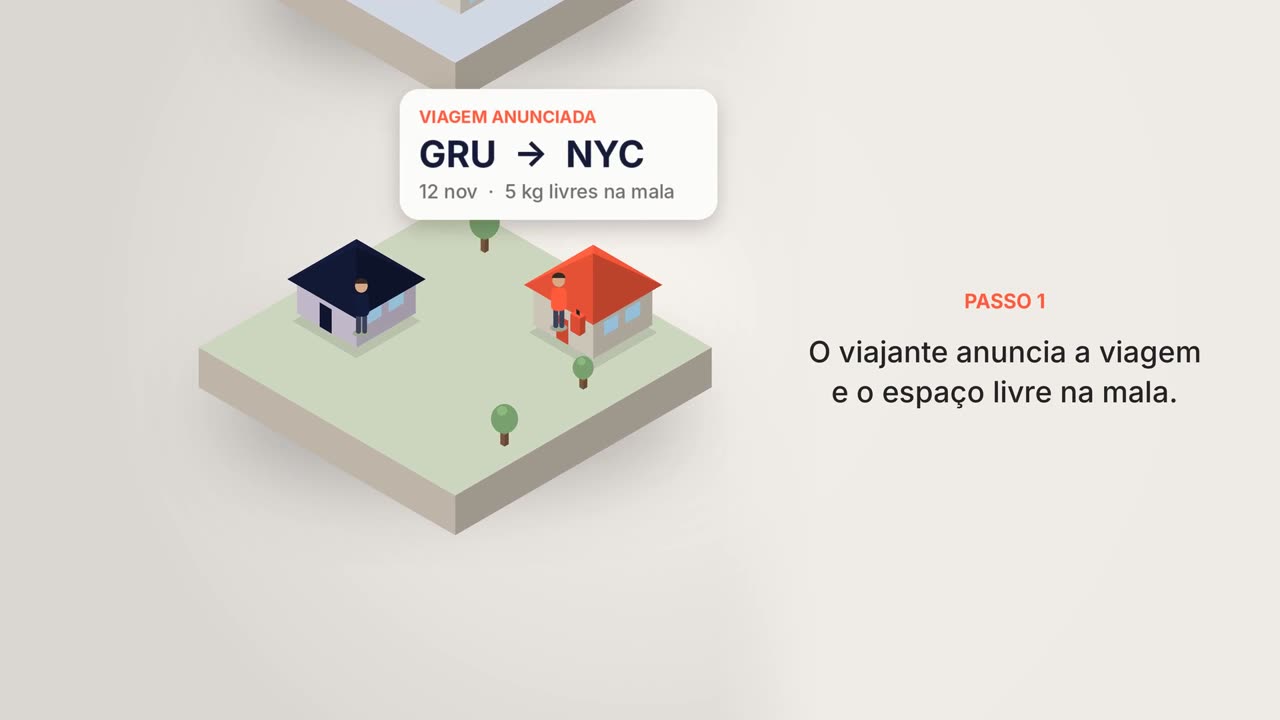 VIAGEM ANUNCIADA
GRU → NYC
12 nov · 5 kg livres na mala
PASSO 1
O viajante anuncia a viagem
e o espaço livre na mala.